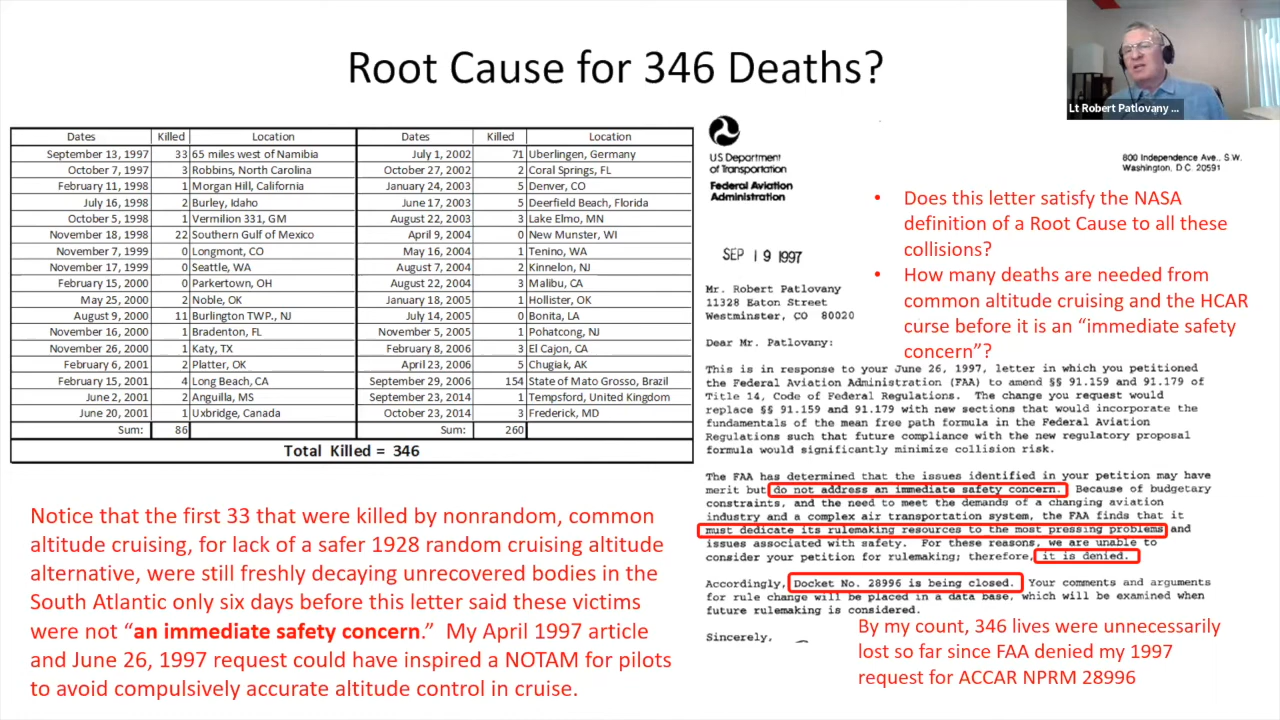 Root Cause for 346 Deaths?
Lt Robert Patlovany ...
Dates Killed Location Dates Killed Location
September 13, 1997 33 65 miles west of Namibia July 1, 2002 71 Uberlingen, Germany
October 7, 1997 3 Robbins, North Carolina October 27, 2002 2 Coral Springs, FL
February 11, 1998 1 Morgan Hill, California January 24, 2003 5 Denver, CO
July 16, 1998 2 Burley, Idaho June 17, 2003 5 Deerfield Beach, Florida
October 5, 1998 1 Vermilion 331, GM August 22, 2003 3 Lake Elmo, MN
November 18, 1998 22 Southern Gulf of Mexico April 9, 2004 0 New Munster, WI
November 7, 1999 0 Longmont, CO May 16, 2004 1 Tenino, WA
November 17, 1999 0 Seattle, WA August 7, 2004 2 Kinnelon, NJ
February 15, 2000 0 Parkertown, OH August 22, 2004 3 Malibu, CA
May 25, 2000 2 Noble, OK January 18, 2005 1 Hollister, OK
August 9, 2000 11 Burlington TWP., NJ July 14, 2005 0 Bonita, LA
November 16, 2000 1 Bradenton, FL November 5, 2005 1 Pohatcong, NJ
November 26, 2000 1 Katy, TX February 8, 2006 3 El Cajon, CA
February 6, 2001 2 Platter, OK April 23, 2006 5 Chugiak, AK
February 15, 2001 4 Long Beach, CA September 29, 2006 154 State of Mato Grosso, Brazil
June 2, 2001 2 Anguilla, MS September 23, 2014 1 Tempsford, United Kingdom
June 20, 2001 1 Uxbridge, Canada October 23, 2014 3 Frederick, MD
Sum: 86 Sum: 260
Total Killed = 346
Notice that the first 33 that were killed by nonrandom, common
altitude cruising, for lack of a safer 1928 random cruising altitude
alternative, were still freshly decaying unrecovered bodies in the
South Atlantic only six days before this letter said these victims
were not “an immediate safety concern.” My April 1997 article
and June 26, 1997 request could have inspired a NOTAM for pilots
to avoid compulsively accurate altitude control in cruise.
US Department
of Transportation
Federal Aviation
Administration
800 Independence Ave., S.W.
Washington, D.C. 20591
• Does this letter satisfy the NASA
definition of a Root Cause to all these
collisions?
• How many deaths are needed from
common altitude cruising and the HCAR
curse before it is an “immediate safety
concern”?
SEP 19 1997
Mr. Robert Patlovany
11328 Eaton Street
Westminster, CO 80020
Dear Mr. Patlovany:
This is in response to your June 26, 1997, letter in which you petitioned
the Federal Aviation Administration (FAA) to amend §§ 91.159 and 91.179 of
Title 14, Code of Federal Regulations. The change you request would
replace §§ 91.159 and 91.179 with new sections that would incorporate the
fundamentals of the mean free path formula in the Federal Aviation
Regulations such that future compliance with the new regulatory proposal
formula would significantly minimize collision risk.
The FAA has determined that the issues identified in your petition may have
merit but do not address an immediate safety concern. Because of budgetary
constraints, and the need to meet the demands of a changing aviation
industry and a complex air transportation system, the FAA finds that it
must dedicate its rulemaking resources to the most pressing problems and
issues associated with safety. For these reasons, we are unable to
consider your petition for rulemaking; therefore, it is denied.
Accordingly, Docket No. 28996 is being closed. Your comments and arguments
for rule change will be placed in a data base, which will be examined when
future rulemaking is considered.
Sincerely,
By my count, 346 lives were unnecessarily
lost so far since FAA denied my 1997
request for ACCAR NPRM 28996